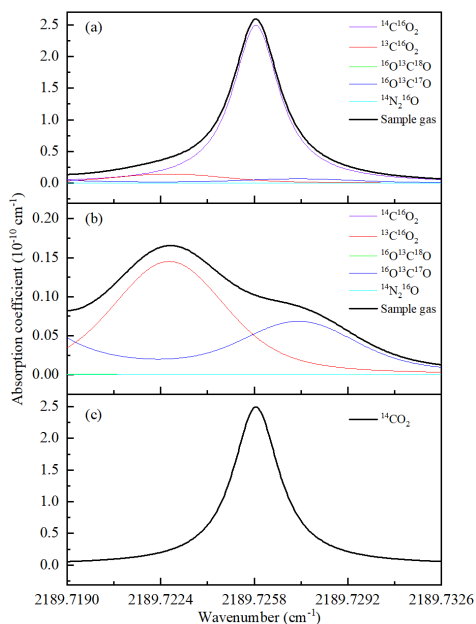 (a)
2.5
2.0
1.5
1.0
0.5
0.0
¹⁴C¹⁶O₂
¹³C¹⁶O₂
¹⁶O¹³C¹⁸O
¹⁶O¹³C¹⁷O
¹⁴N₂¹⁶O
Sample gas
(b)
0.20
0.15
0.10
0.05
0.00
¹⁴C¹⁶O₂
¹³C¹⁶O₂
¹⁶O¹³C¹⁸O
¹⁶O¹³C¹⁷O
¹⁴N₂¹⁶O
Sample gas
Absorption coefficient (10⁻¹⁰ cm⁻¹)
(c)
2.5
2.0
1.5
1.0
0.5
0.0
¹⁴CO₂
2189.7190 2189.7224 2189.7258 2189.7292 2189.7326
Wavenumber (cm⁻¹)